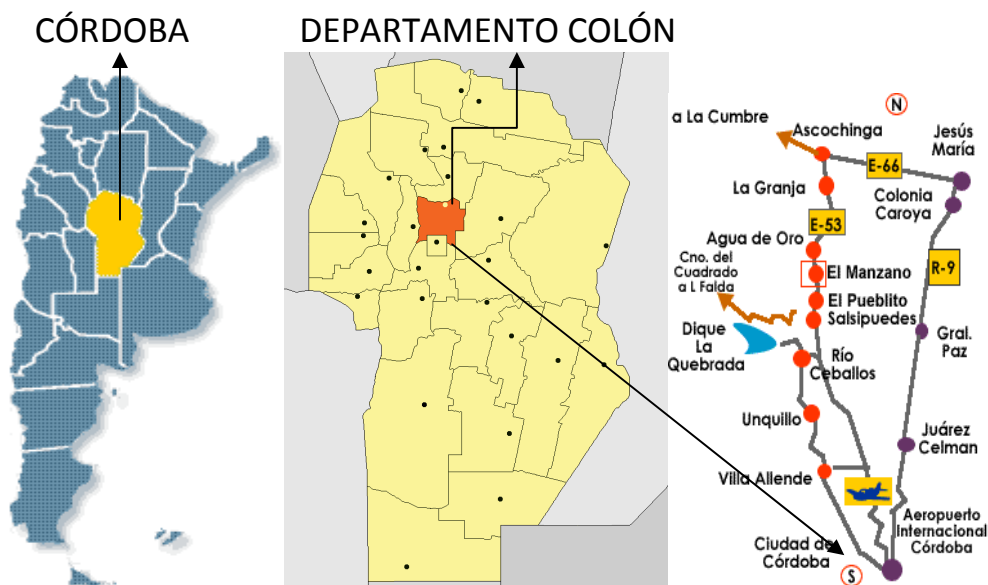 CÓRDOBA
DEPARTAMENTO COLÓN
N
a La Cumbre
Ascochinga
Jesús
María
E-66
La Granja
Colonia
Caroya
E-53
Agua de Oro
Cno. del
Cuadrado
a L Falda
El Manzano
R-9
El Pueblito
Salsipuedes
Dique
La
Quebrada
Río
Ceballos
Gral.
Paz
Unquillo
Juárez
Celman
Villa Allende
Aeropuerto
Internacional
Córdoba
Ciudad de
Córdoba
S